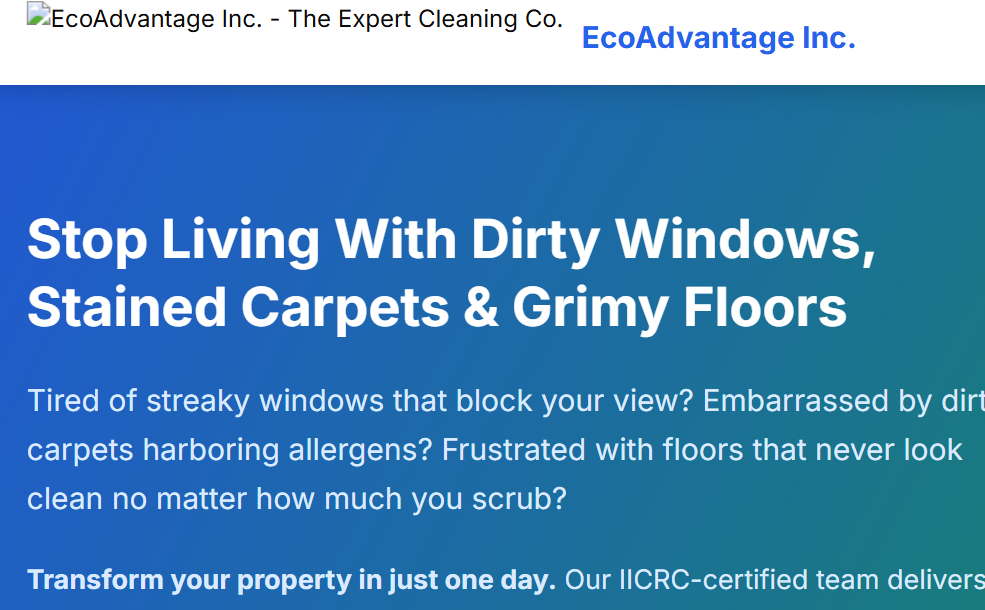 EcoAdvantage Inc. - The Expert Cleaning Co.
EcoAdvantage Inc.
Stop Living With Dirty Windows,
Stained Carpets & Grimy Floors
Tired of streaky windows that block your view? Embarrassed by dirt
carpets harboring allergens? Frustrated with floors that never look
clean no matter how much you scrub?
Transform your property in just one day. Our IICRC-certified team delivers